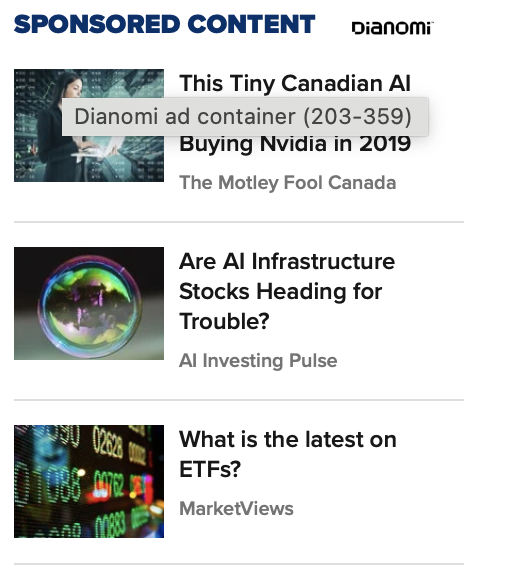 SPONSORED CONTENT Dianomi
This Tiny Canadian AI
Dianomi ad container (203-359)
Buying Nvidia in 2019
The Motley Fool Canada
Are AI Infrastructure
Stocks Heading for
Trouble?
AI Investing Pulse
What is the latest on
ETFs?
MarketViews